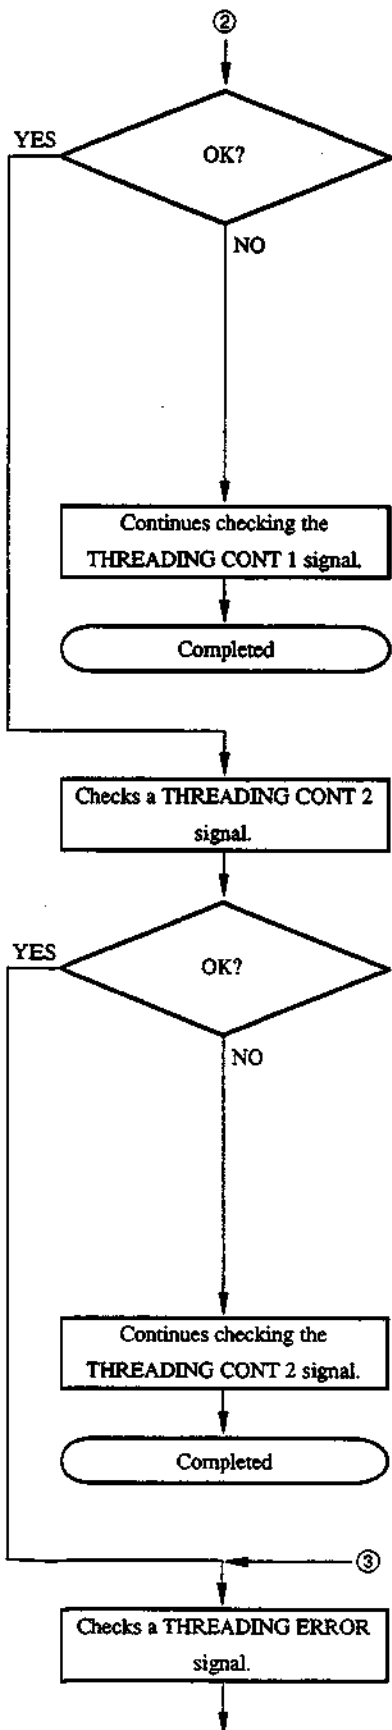 ②
YES
OK?
NO
Continues checking the
THREADING CONT 1 signal.
Completed
Checks a THREADING CONT 2
signal.
YES
OK?
NO
Continues checking the
THREADING CONT 2 signal.
Completed
③
Checks a THREADING ERROR
signal.